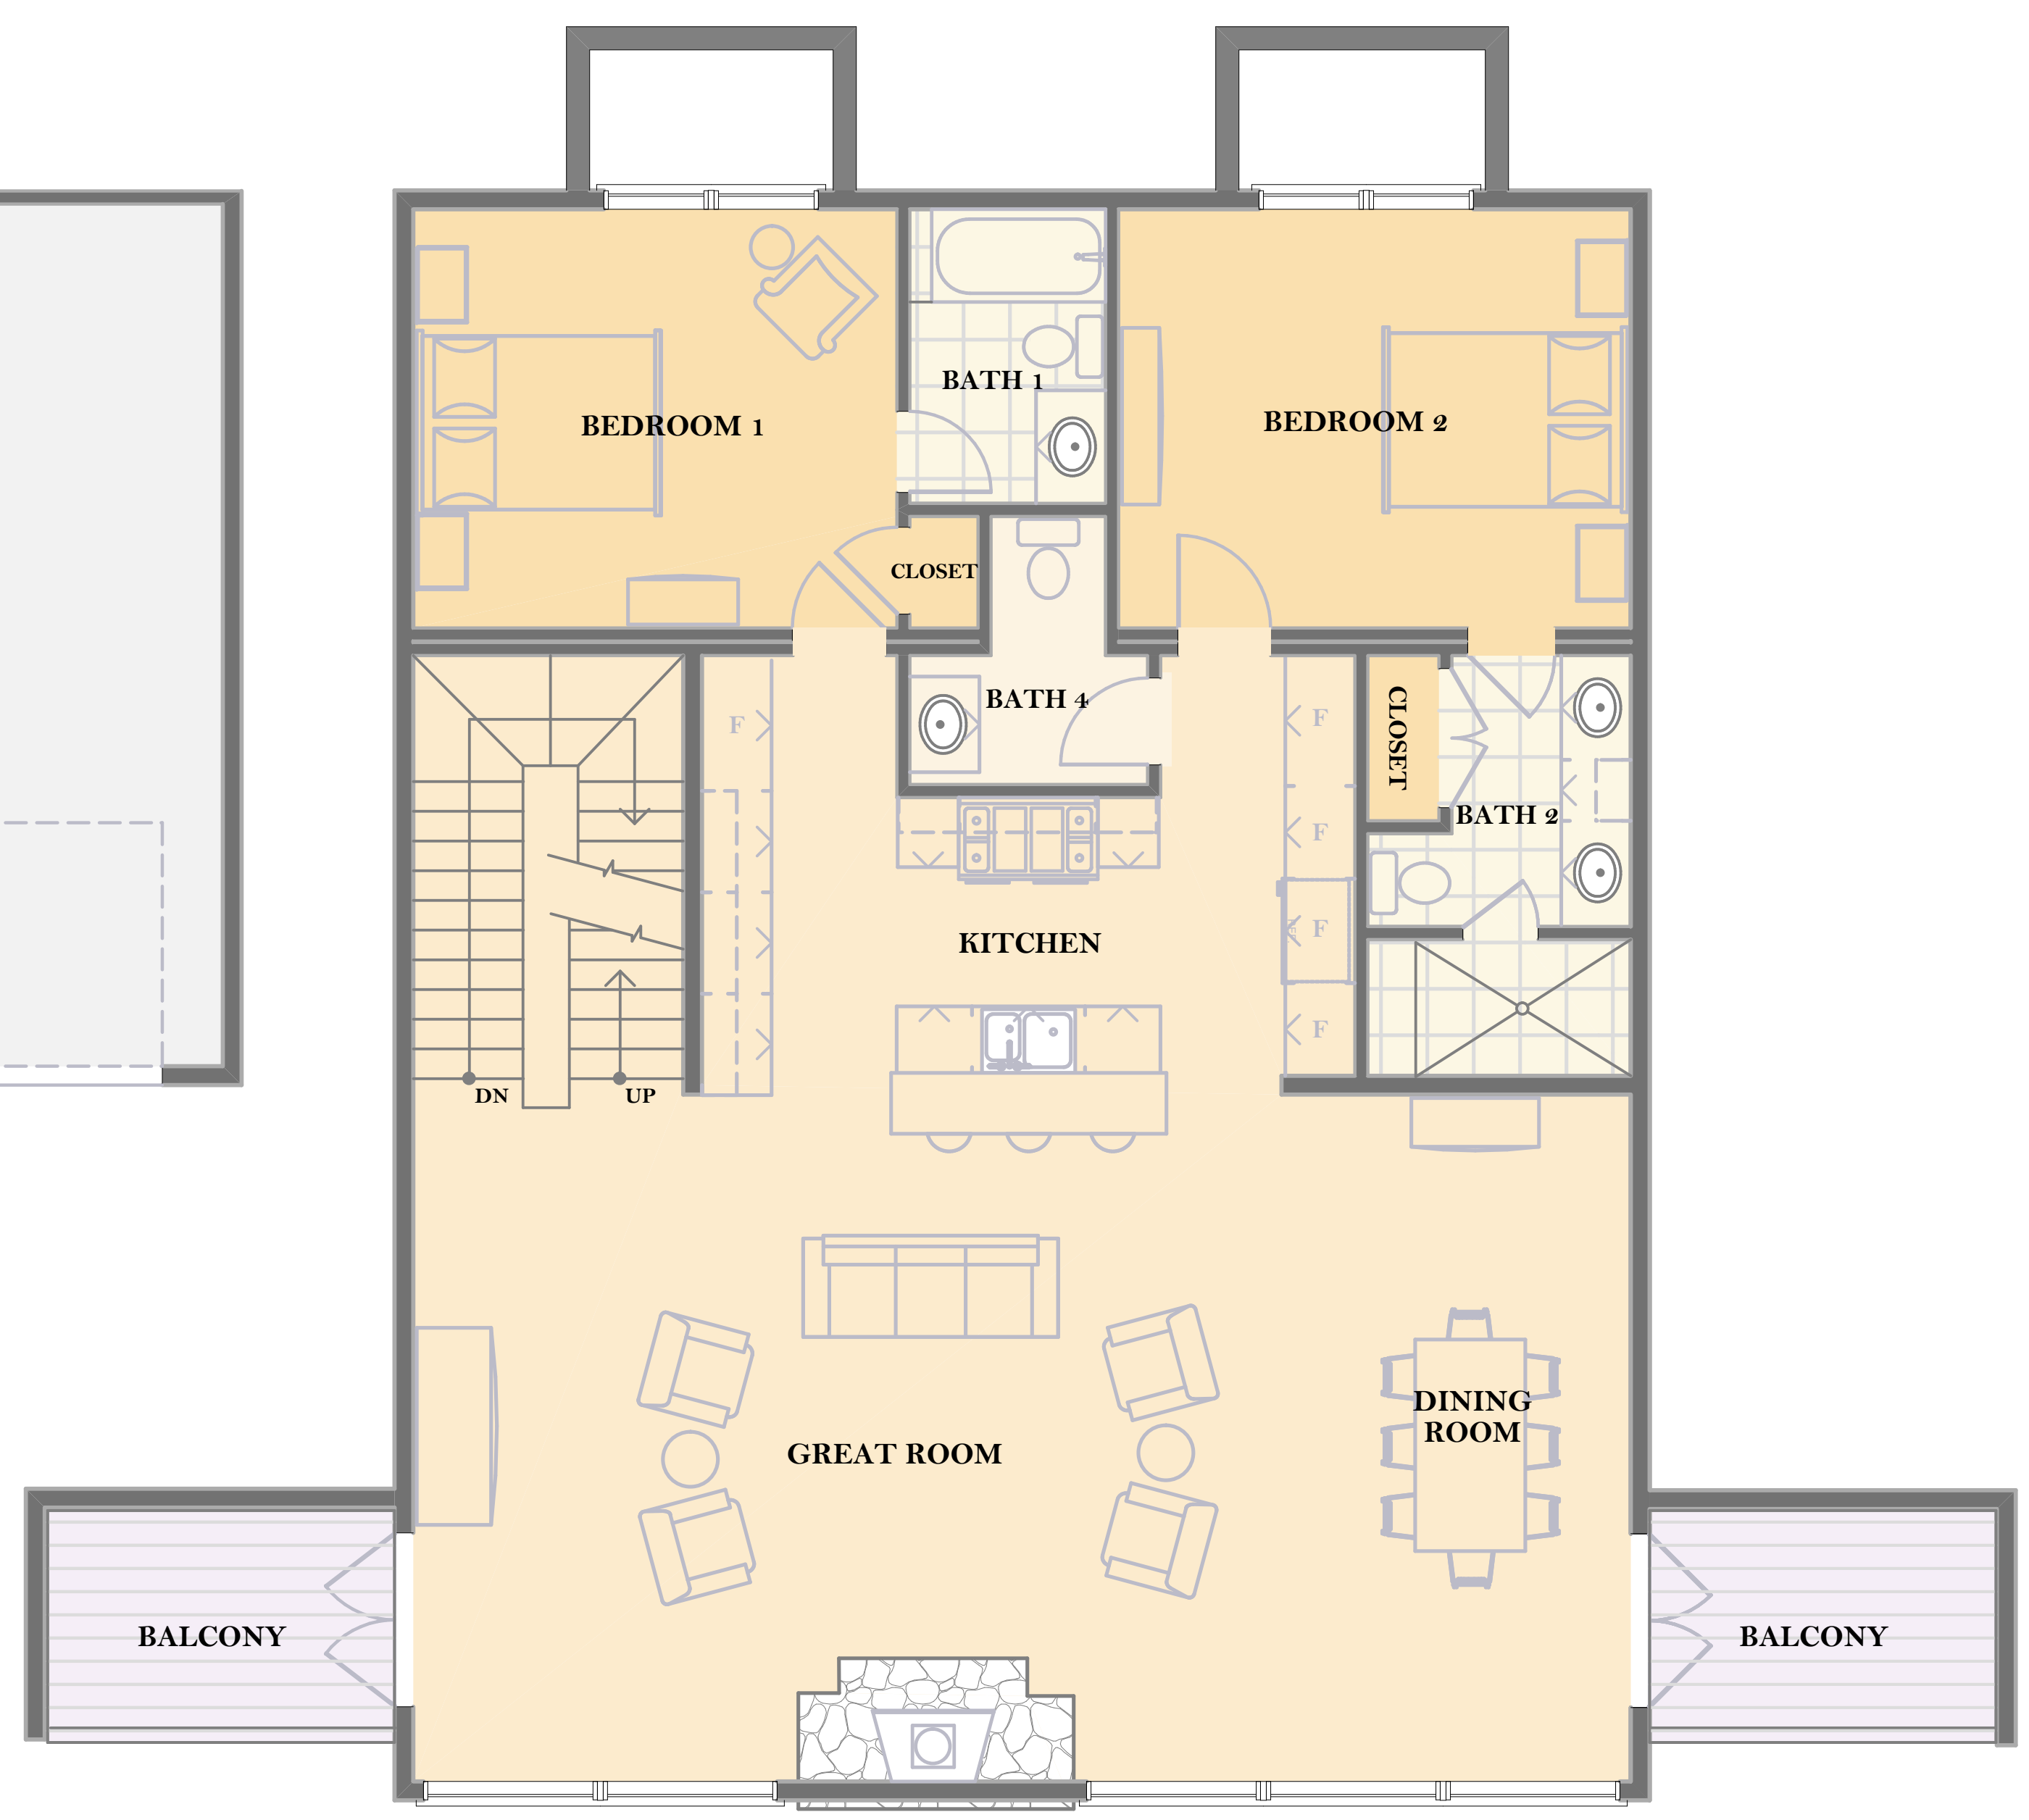 BATH 1
BEDROOM 1
BEDROOM 2
CLOSET
BATH 4
F
F
CLOSET
BATH 2
F
KITCHEN
F
F
DN
UP
DINING
ROOM
GREAT ROOM
BALCONY
BALCONY